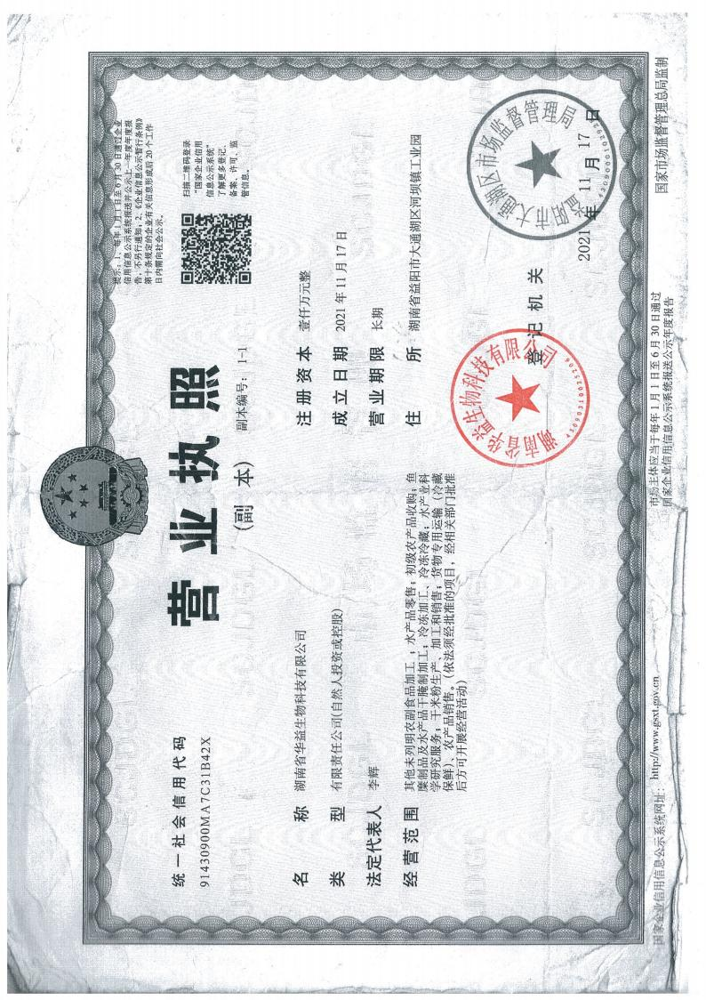 统一社会信用代码
91430900MA7C31B42X
营业执照
(副 本)
副本编号: 1-1
扫描二维码登录
“国家企业信用
信息公示系统”
了解更多登记、
备案、许可、监
管信息。
提示:1、每年1月1日至6月30日通过企业
信用信息公示系统报送并公示上一年度年度报
告,不另行通知;2、《企业信息公示暂行条例》
第十条规定的企业有关信息形成后20个工作
日内需向社会公示。
名 称 湖南省华益生物科技有限公司
类 型 有限责任公司(自然人投资或控股)
法定代表人 李辉
经营范围 其他未列明农副食品加工;水产品零售;初级农产品收购;鱼
糜制品及水产品干腌制加工;冷冻加工、冷冻冷藏;水产业科
学研究服务;干米粉生产、加工和销售;货物专用运输(冷藏
保鲜)、农产品销售。(依法须经批准的项目,经相关部门批准
后方可开展经营活动)
注册资本 壹仟万元整
成立日期 2021年11月17日
营业期限 长期
住 所 湖南省益阳市大通湖区河坝镇工业园
湖南省华益生物科技有限公司
43090310025206
登记机关
益阳市大通湖区市场监督管理局
2021年 11月 17日
国家企业信用信息公示系统网址: http://www.gsxt.gov.cn
市场主体应当于每年1月1日至6月30日通过
国家企业信用信息公示系统报送公示年度报告
国家市场监督管理总局监制